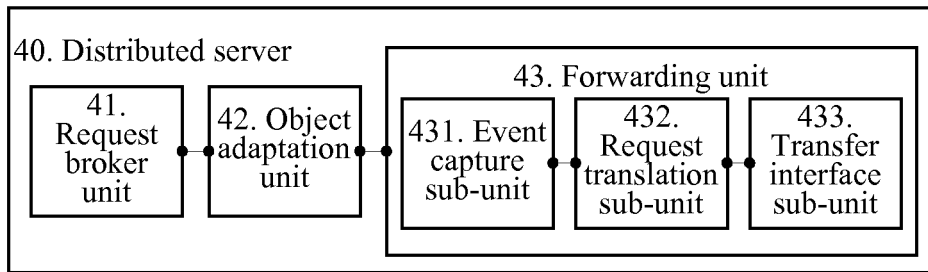 40. Distributed server
43. Forwarding unit
41.
Request
broker
unit
42. Object
adaptation
unit
431. Event
capture
sub-unit
432.
Request
translation
sub-unit
433.
Transfer
interface
sub-unit